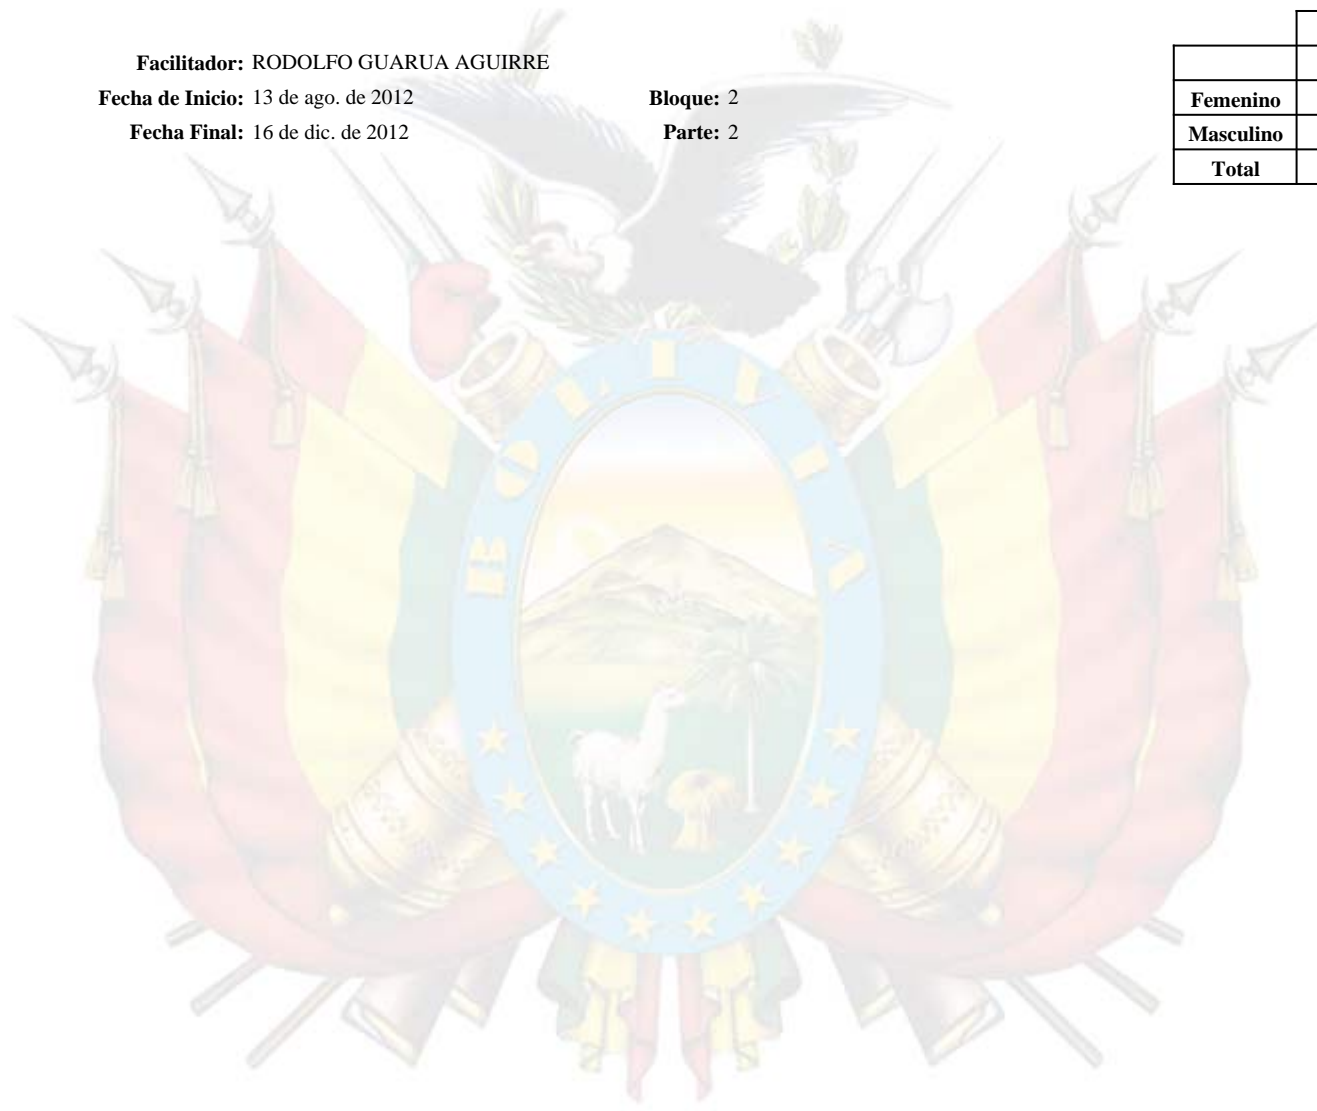 Facilitador: RODOLFO GUARUA AGUIRRE
Fecha de Inicio: 13 de ago. de 2012 Bloque: 2
Fecha Final: 16 de dic. de 2012 Parte: 2
Femenino
Masculino
Total
BOLIVIA